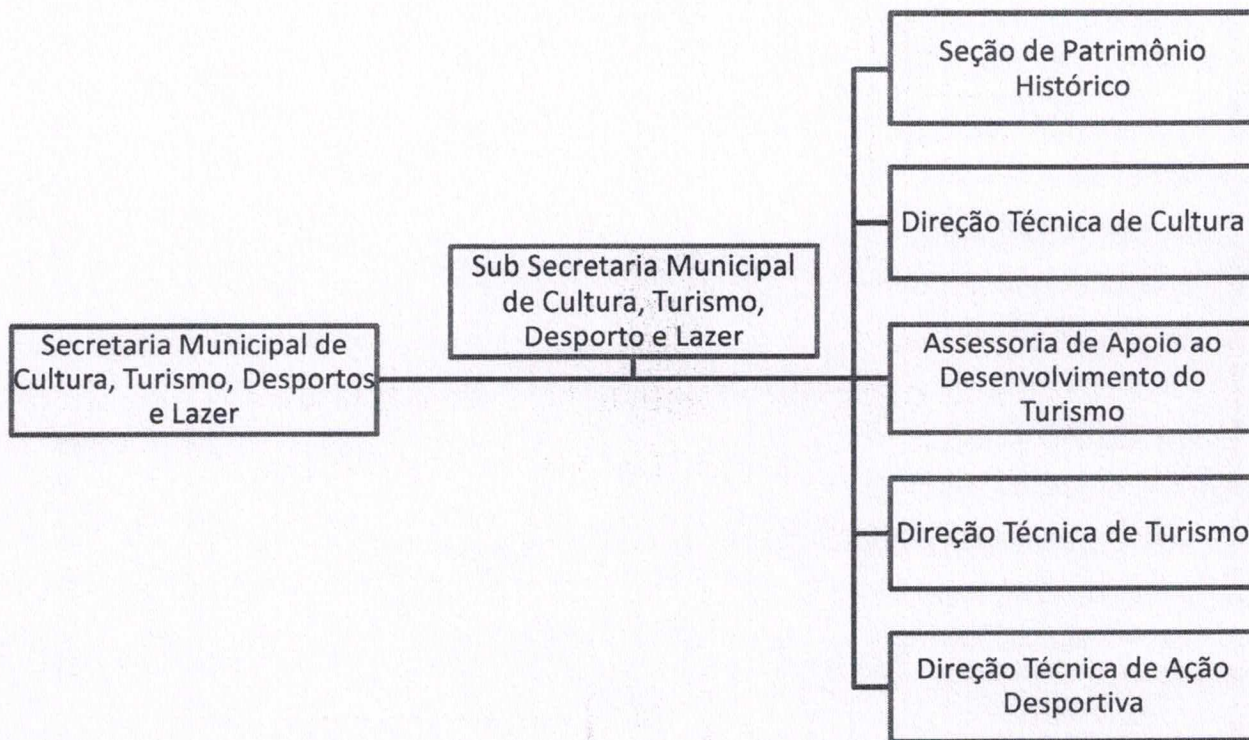 Secretaria Municipal de
Cultura, Turismo, Desportos
e Lazer
Sub Secretaria Municipal
de Cultura, Turismo,
Desporto e Lazer
Seção de Patrimônio
Histórico
Direção Técnica de Cultura
Assessoria de Apoio ao
Desenvolvimento do
Turismo
Direção Técnica de Turismo
Direção Técnica de Ação
Desportiva